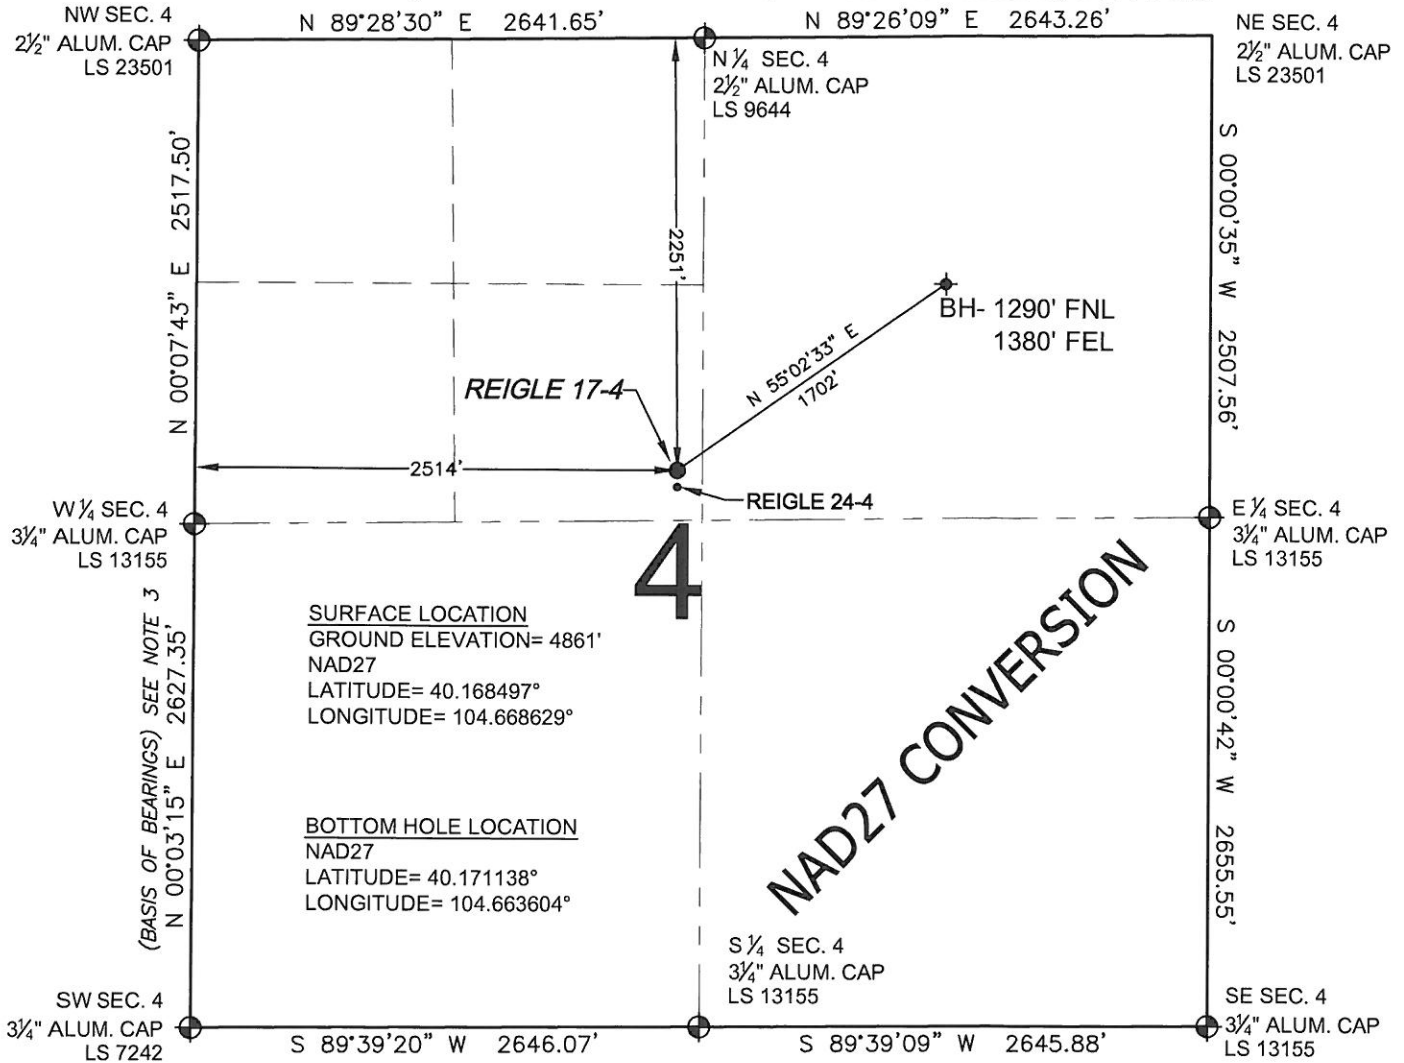 NW SEC. 4
2½" ALUM. CAP
LS 23501
N 89°28'30" E 2641.65'
N 89°26'09" E 2643.26'
NE SEC. 4
2½" ALUM. CAP
LS 23501
N ¼ SEC. 4
2½" ALUM. CAP
LS 9644
N 00°07'43" E 2517.50'
2251'
S 00°00'35" W 2507.56'
BH- 1290' FNL
1380' FEL
N 55°02'33" E
1702'
REIGLE 17-4
2514'
REIGLE 24-4
W ¼ SEC. 4
3¼" ALUM. CAP
LS 13155
E ¼ SEC. 4
3¼" ALUM. CAP
LS 13155
4
(BASIS OF BEARINGS) SEE NOTE 3
N 00°03'15" E 2627.35'
SURFACE LOCATION
GROUND ELEVATION= 4861'
NAD27
LATITUDE= 40.168497°
LONGITUDE= 104.668629°
NAD27 CONVERSION
S 00°00'42" W 2655.55'
BOTTOM HOLE LOCATION
NAD27
LATITUDE= 40.171138°
LONGITUDE= 104.663604°
S ¼ SEC. 4
3¼" ALUM. CAP
LS 13155
SW SEC. 4
3¼" ALUM. CAP
LS 7242
S 89°39'20" W 2646.07'
S 89°39'09" W 2645.88'
SE SEC. 4
3¼" ALUM. CAP
LS 13155